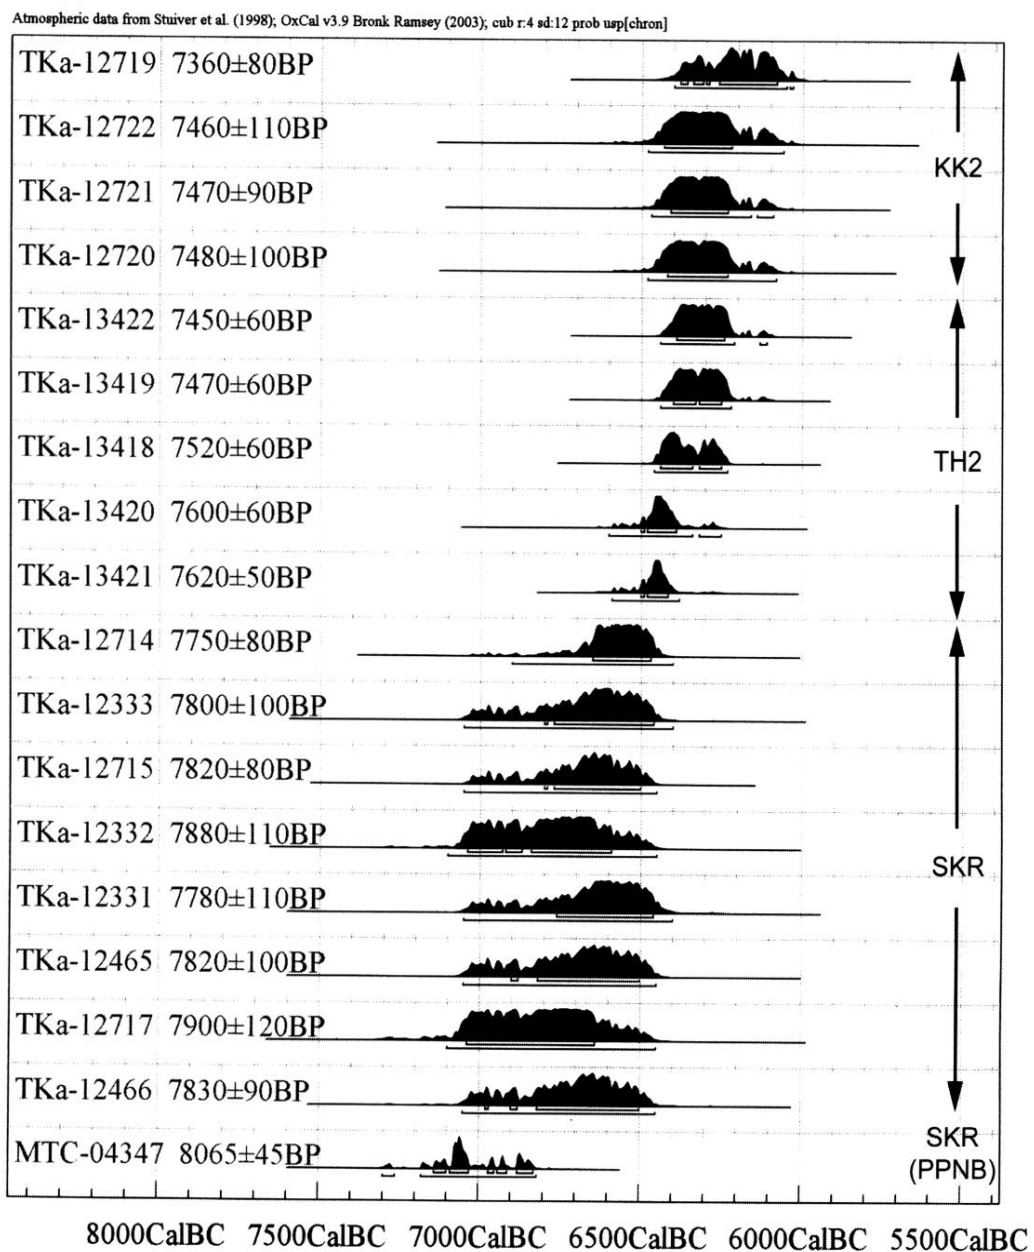 Atmospheric data from Stuiver et al. (1998); OxCal v3.9 Bronk Ramsey (2003); cub r:4 sd:12 prob usp[chron]
TKa-12719 7360±80BP
TKa-12722 7460±110BP
KK2
TKa-12721 7470±90BP
TKa-12720 7480±100BP
TKa-13422 7450±60BP
TKa-13419 7470±60BP
TKa-13418 7520±60BP
TH2
TKa-13420 7600±60BP
TKa-13421 7620±50BP
TKa-12714 7750±80BP
TKa-12333 7800±100BP
TKa-12715 7820±80BP
TKa-12332 7880±110BP
SKR
TKa-12331 7780±110BP
TKa-12465 7820±100BP
TKa-12717 7900±120BP
TKa-12466 7830±90BP
SKR
(PPNB)
MTC-04347 8065±45BP
8000CalBC 7500CalBC 7000CalBC 6500CalBC 6000CalBC 5500CalBC